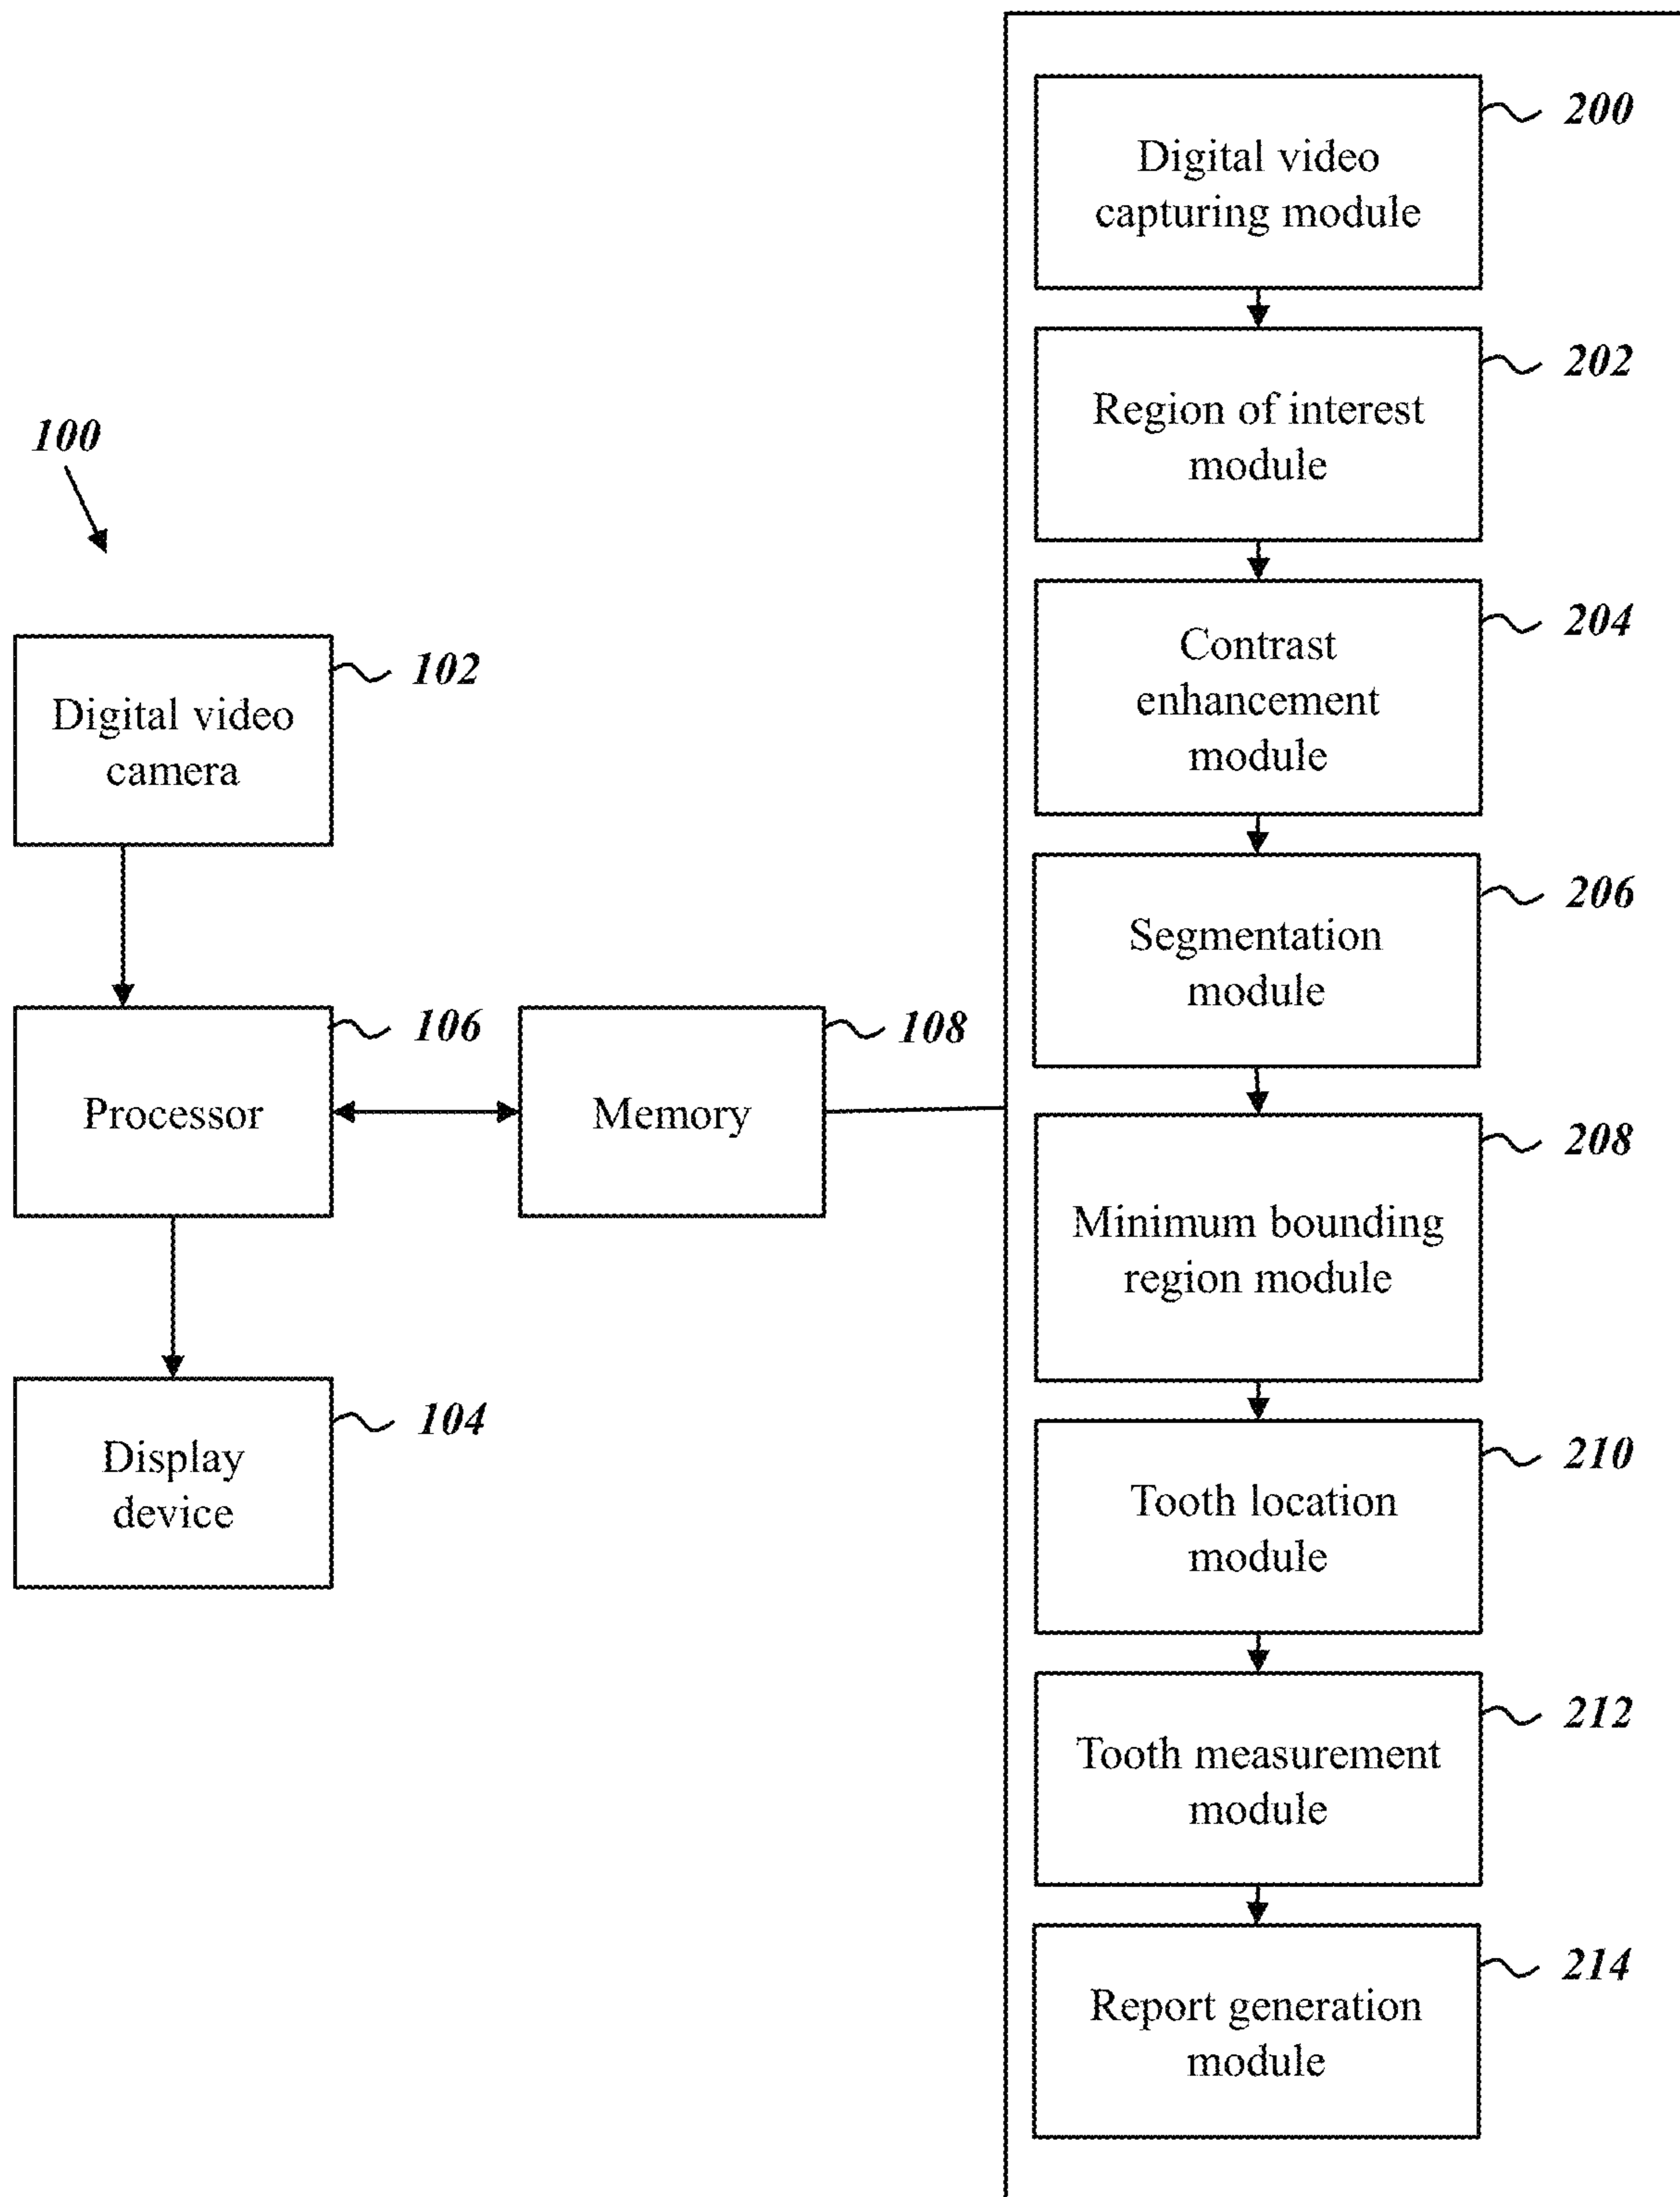 100
Digital video
camera
102
Processor
106
Memory
108
Display
device
104
Digital video
capturing module
200
Region of interest
module
202
Contrast
enhancement
module
204
Segmentation
module
206
Minimum bounding
region module
208
Tooth location
module
210
Tooth measurement
module
212
Report generation
module
214